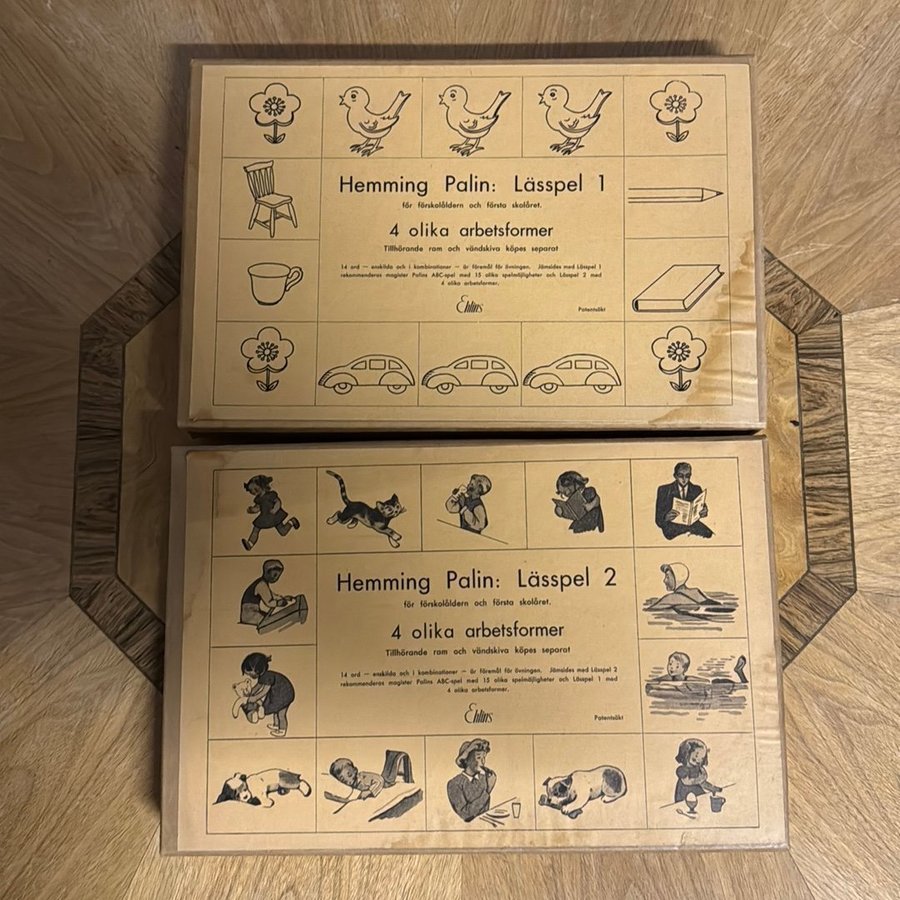 Hemming Palin: Lässpel 1
för förskolåldern och första skolåret.
4 olika arbetsformer
Tillhörande ram och vändskiva köpes separat
14 ord — enskilda och i kombinationer — är föremål för övningen. Jämsides med Lässpel 1
rekommenderas magister Palins ABC-spel med 15 olika spelmöjligheter och Lässpel 2 med
4 olika arbetsformer.
Ehlins
Patentsökt
Hemming Palin: Lässpel 2
för förskolåldern och första skolåret.
4 olika arbetsformer
Tillhörande ram och vändskiva köpes separat
14 ord — enskilda och i kombinationer — är föremål för övningen. Jämsides med Lässpel 2
rekommenderas magister Palins ABC-spel med 15 olika spelmöjligheter och Lässpel 1 med
4 olika arbetsformer.
Ehlins
Patentsökt